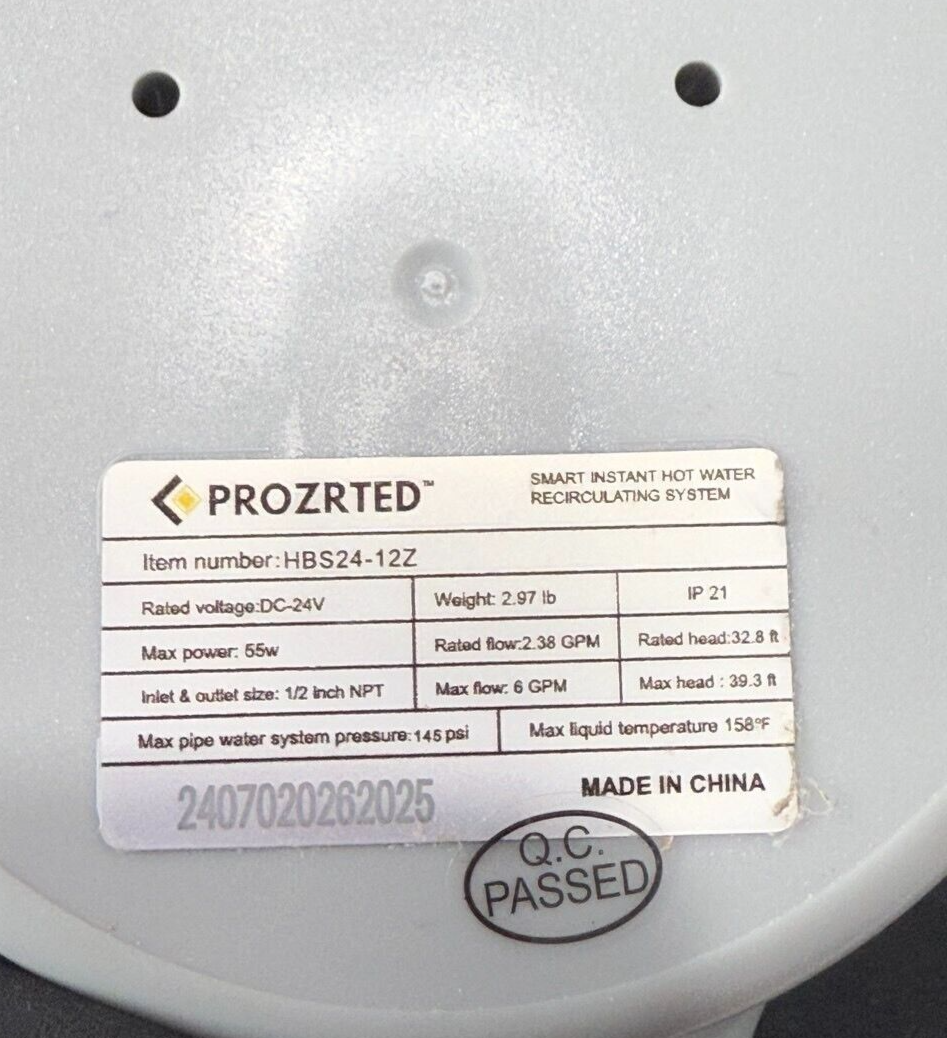 PROZRTED™
SMART INSTANT HOT WATER
RECIRCULATING SYSTEM
Item number:HBS24-12Z
Rated voltage:DC-24V Weight: 2.97 lb IP 21
Max power: 55w Rated flow:2.38 GPM Rated head:32.8 ft
Inlet & outlet size: 1/2 inch NPT Max flow: 6 GPM Max head : 39.3 ft
Max pipe water system pressure:145 psi Max liquid temperature 158°F
2407020262025 MADE IN CHINA
Q.C.
PASSED